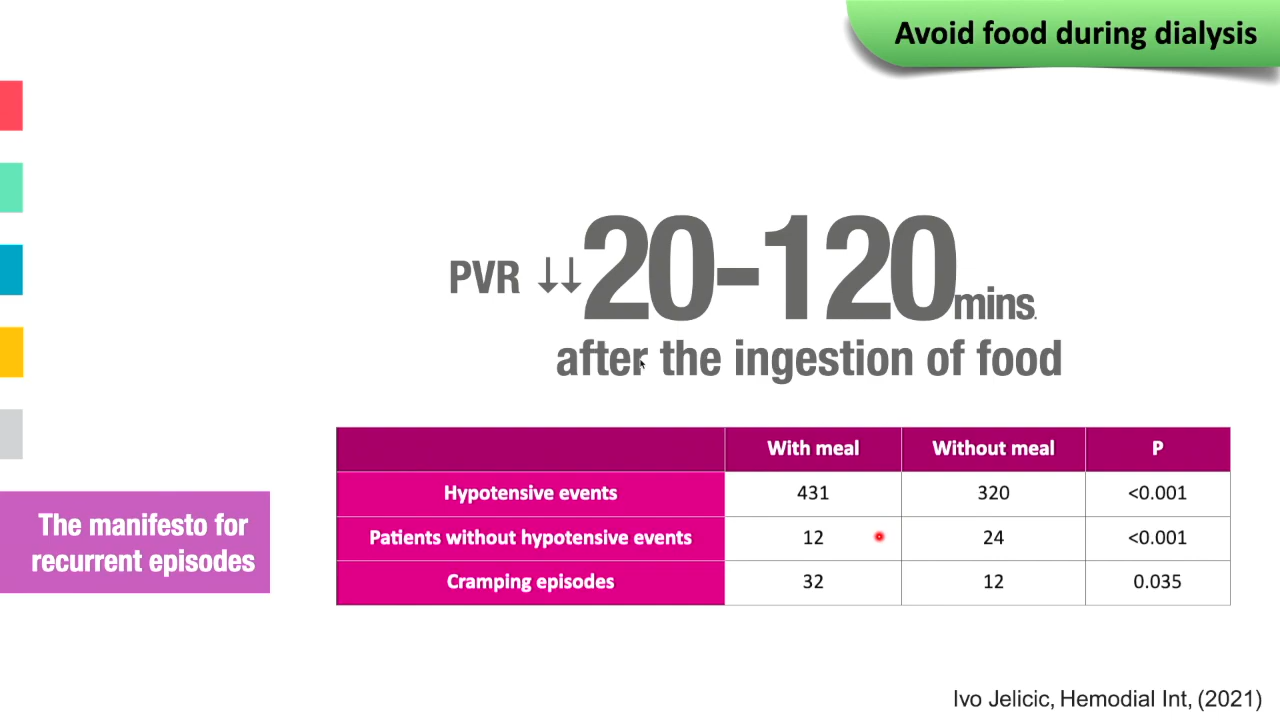 Avoid food during dialysis
PVR ↓↓ 20-120 mins.
after the ingestion of food
With meal Without meal P
Hypotensive events 431 320 <0.001
Patients without hypotensive events 12 24 <0.001
Cramping episodes 32 12 0.035
The manifesto for
recurrent episodes
Ivo Jelicic, Hemodial Int, (2021)